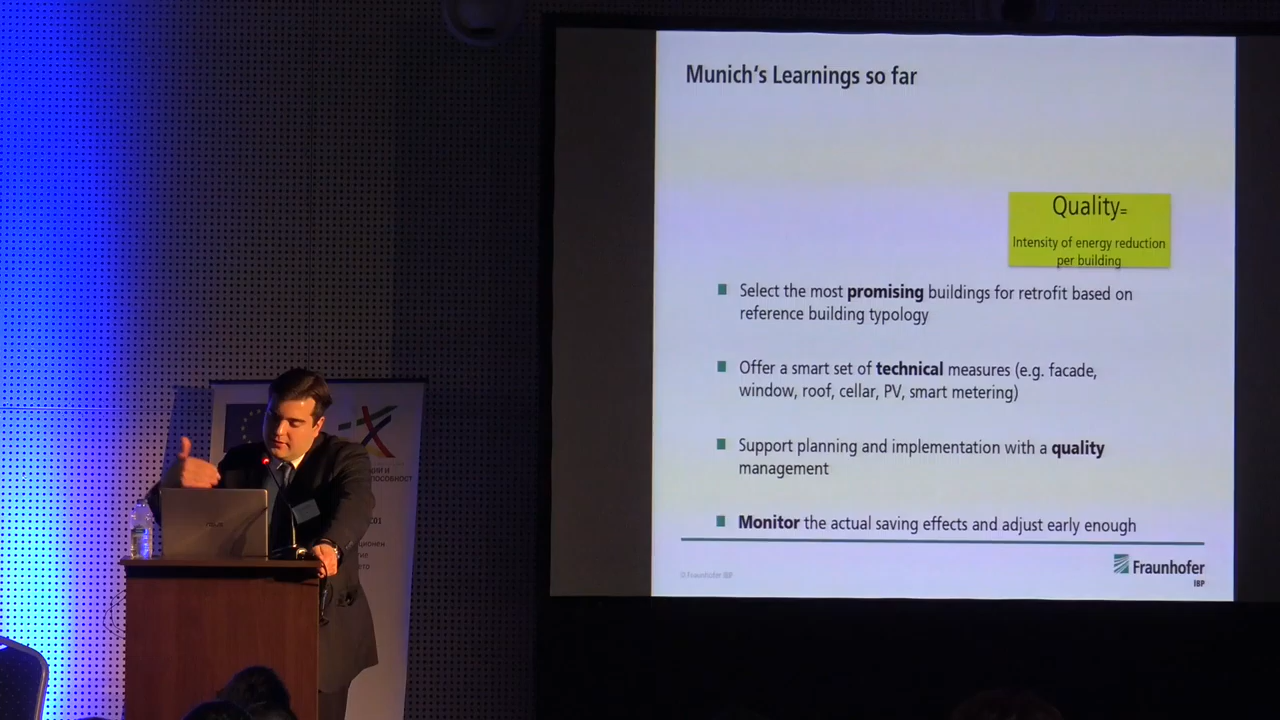 Munich's Learnings so far
Quality=
Intensity of energy reduction
per building
Select the most promising buildings for retrofit based on
reference building typology
Offer a smart set of technical measures (e.g. facade,
window, roof, cellar, PV, smart metering)
Support planning and implementation with a quality
management
Monitor the actual saving effects and adjust early enough
© Fraunhofer IBP
Fraunhofer
IBP